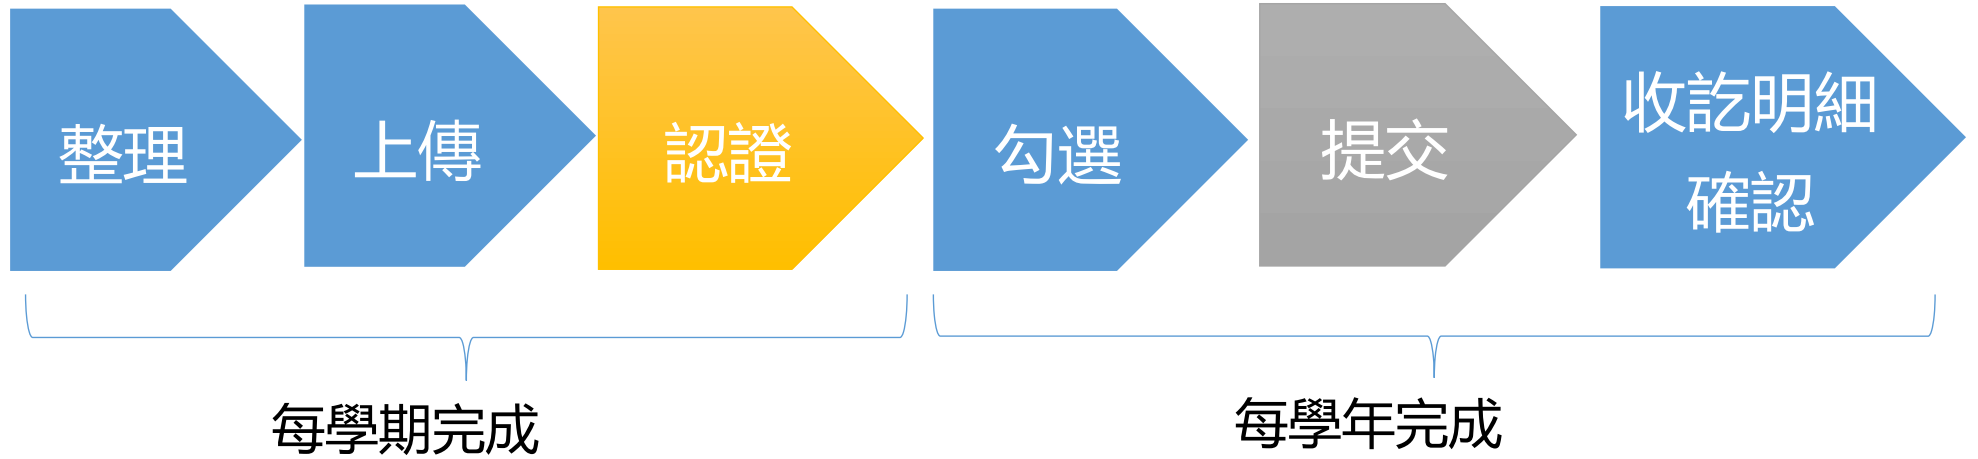 整理
上傳
認證
勾選
提交
收訖明細
確認
每學期完成
每學年完成